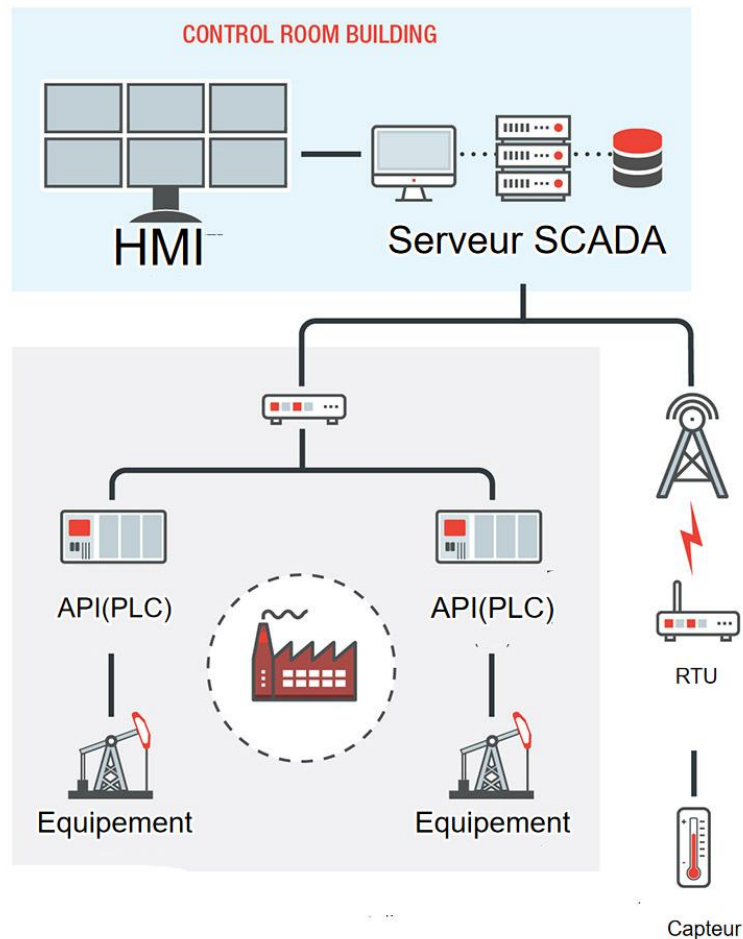 CONTROL ROOM BUILDING
HMI
Serveur SCADA
API(PLC)
API(PLC)
RTU
Equipement
Equipement
Capteur